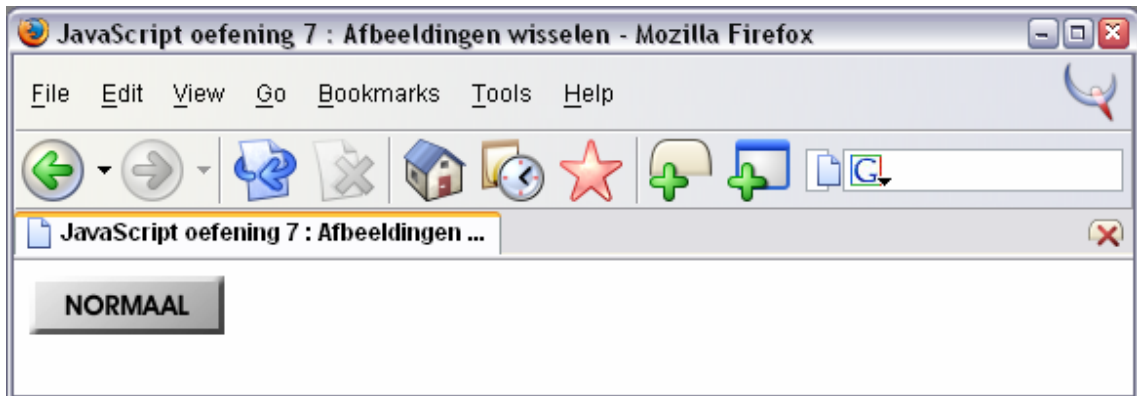 JavaScript oefening 7 : Afbeeldingen wisselen - Mozilla Firefox
File Edit View Go Bookmarks Tools Help
G
JavaScript oefening 7 : Afbeeldingen ...
NORMAAL